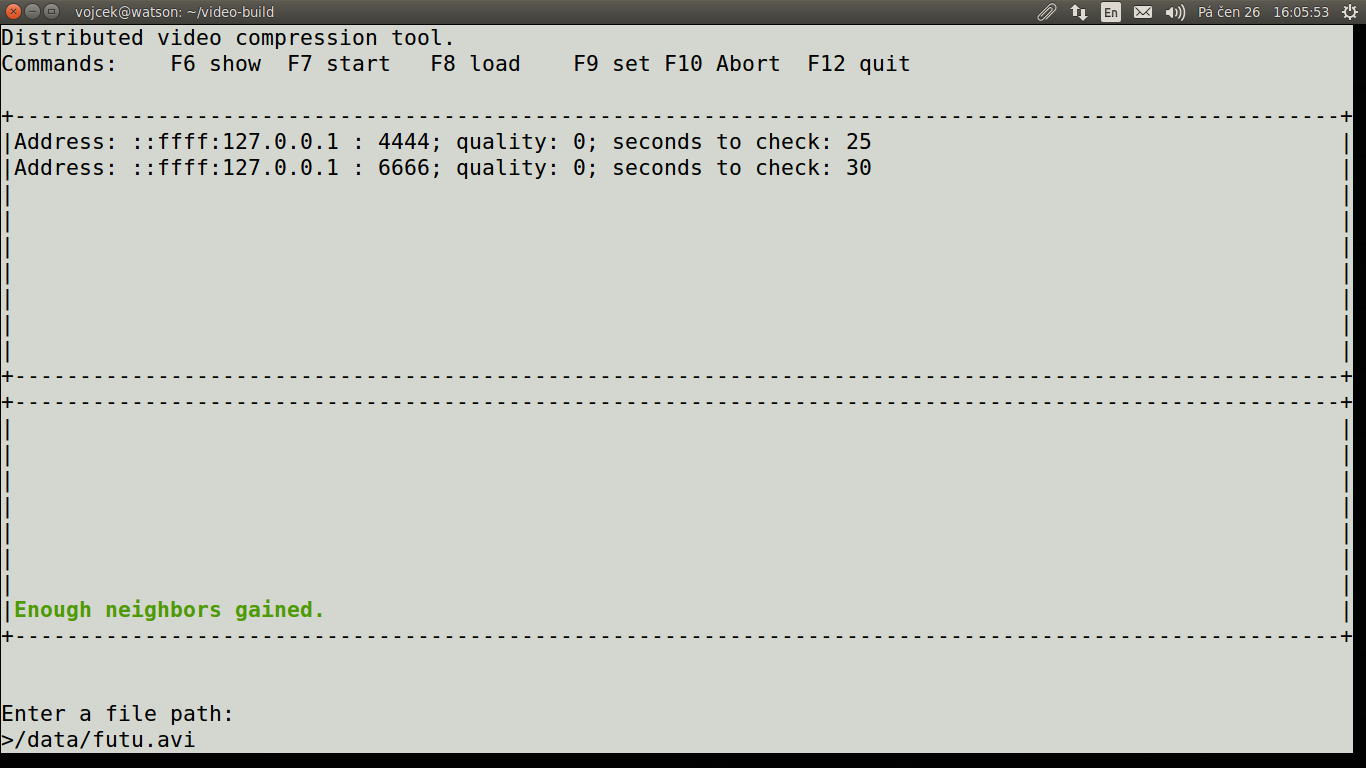 vojcek@watson: ~/video-build
En
Pá čen 26 16:05:53
Distributed video compression tool.
Commands: F6 show F7 start F8 load F9 set F10 Abort F12 quit
Address: ::ffff:127.0.0.1 : 4444; quality: 0; seconds to check: 25
Address: ::ffff:127.0.0.1 : 6666; quality: 0; seconds to check: 30
Enough neighbors gained.
Enter a file path:
>/data/futu.avi